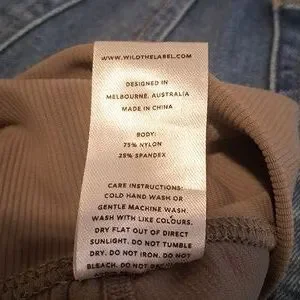 WWW.WILDTHELABEL.COM
DESIGNED IN
MELBOURNE, AUSTRALIA
MADE IN CHINA
BODY:
75% NYLON
25% SPANDEX
CARE INSTRUCTIONS:
COLD HAND WASH OR
GENTLE MACHINE WASH.
WASH WITH LIKE COLOURS.
DRY FLAT OUT OF DIRECT
SUNLIGHT. DO NOT TUMBLE
DRY. DO NOT IRON. DO NOT
BLEACH. DO NOT